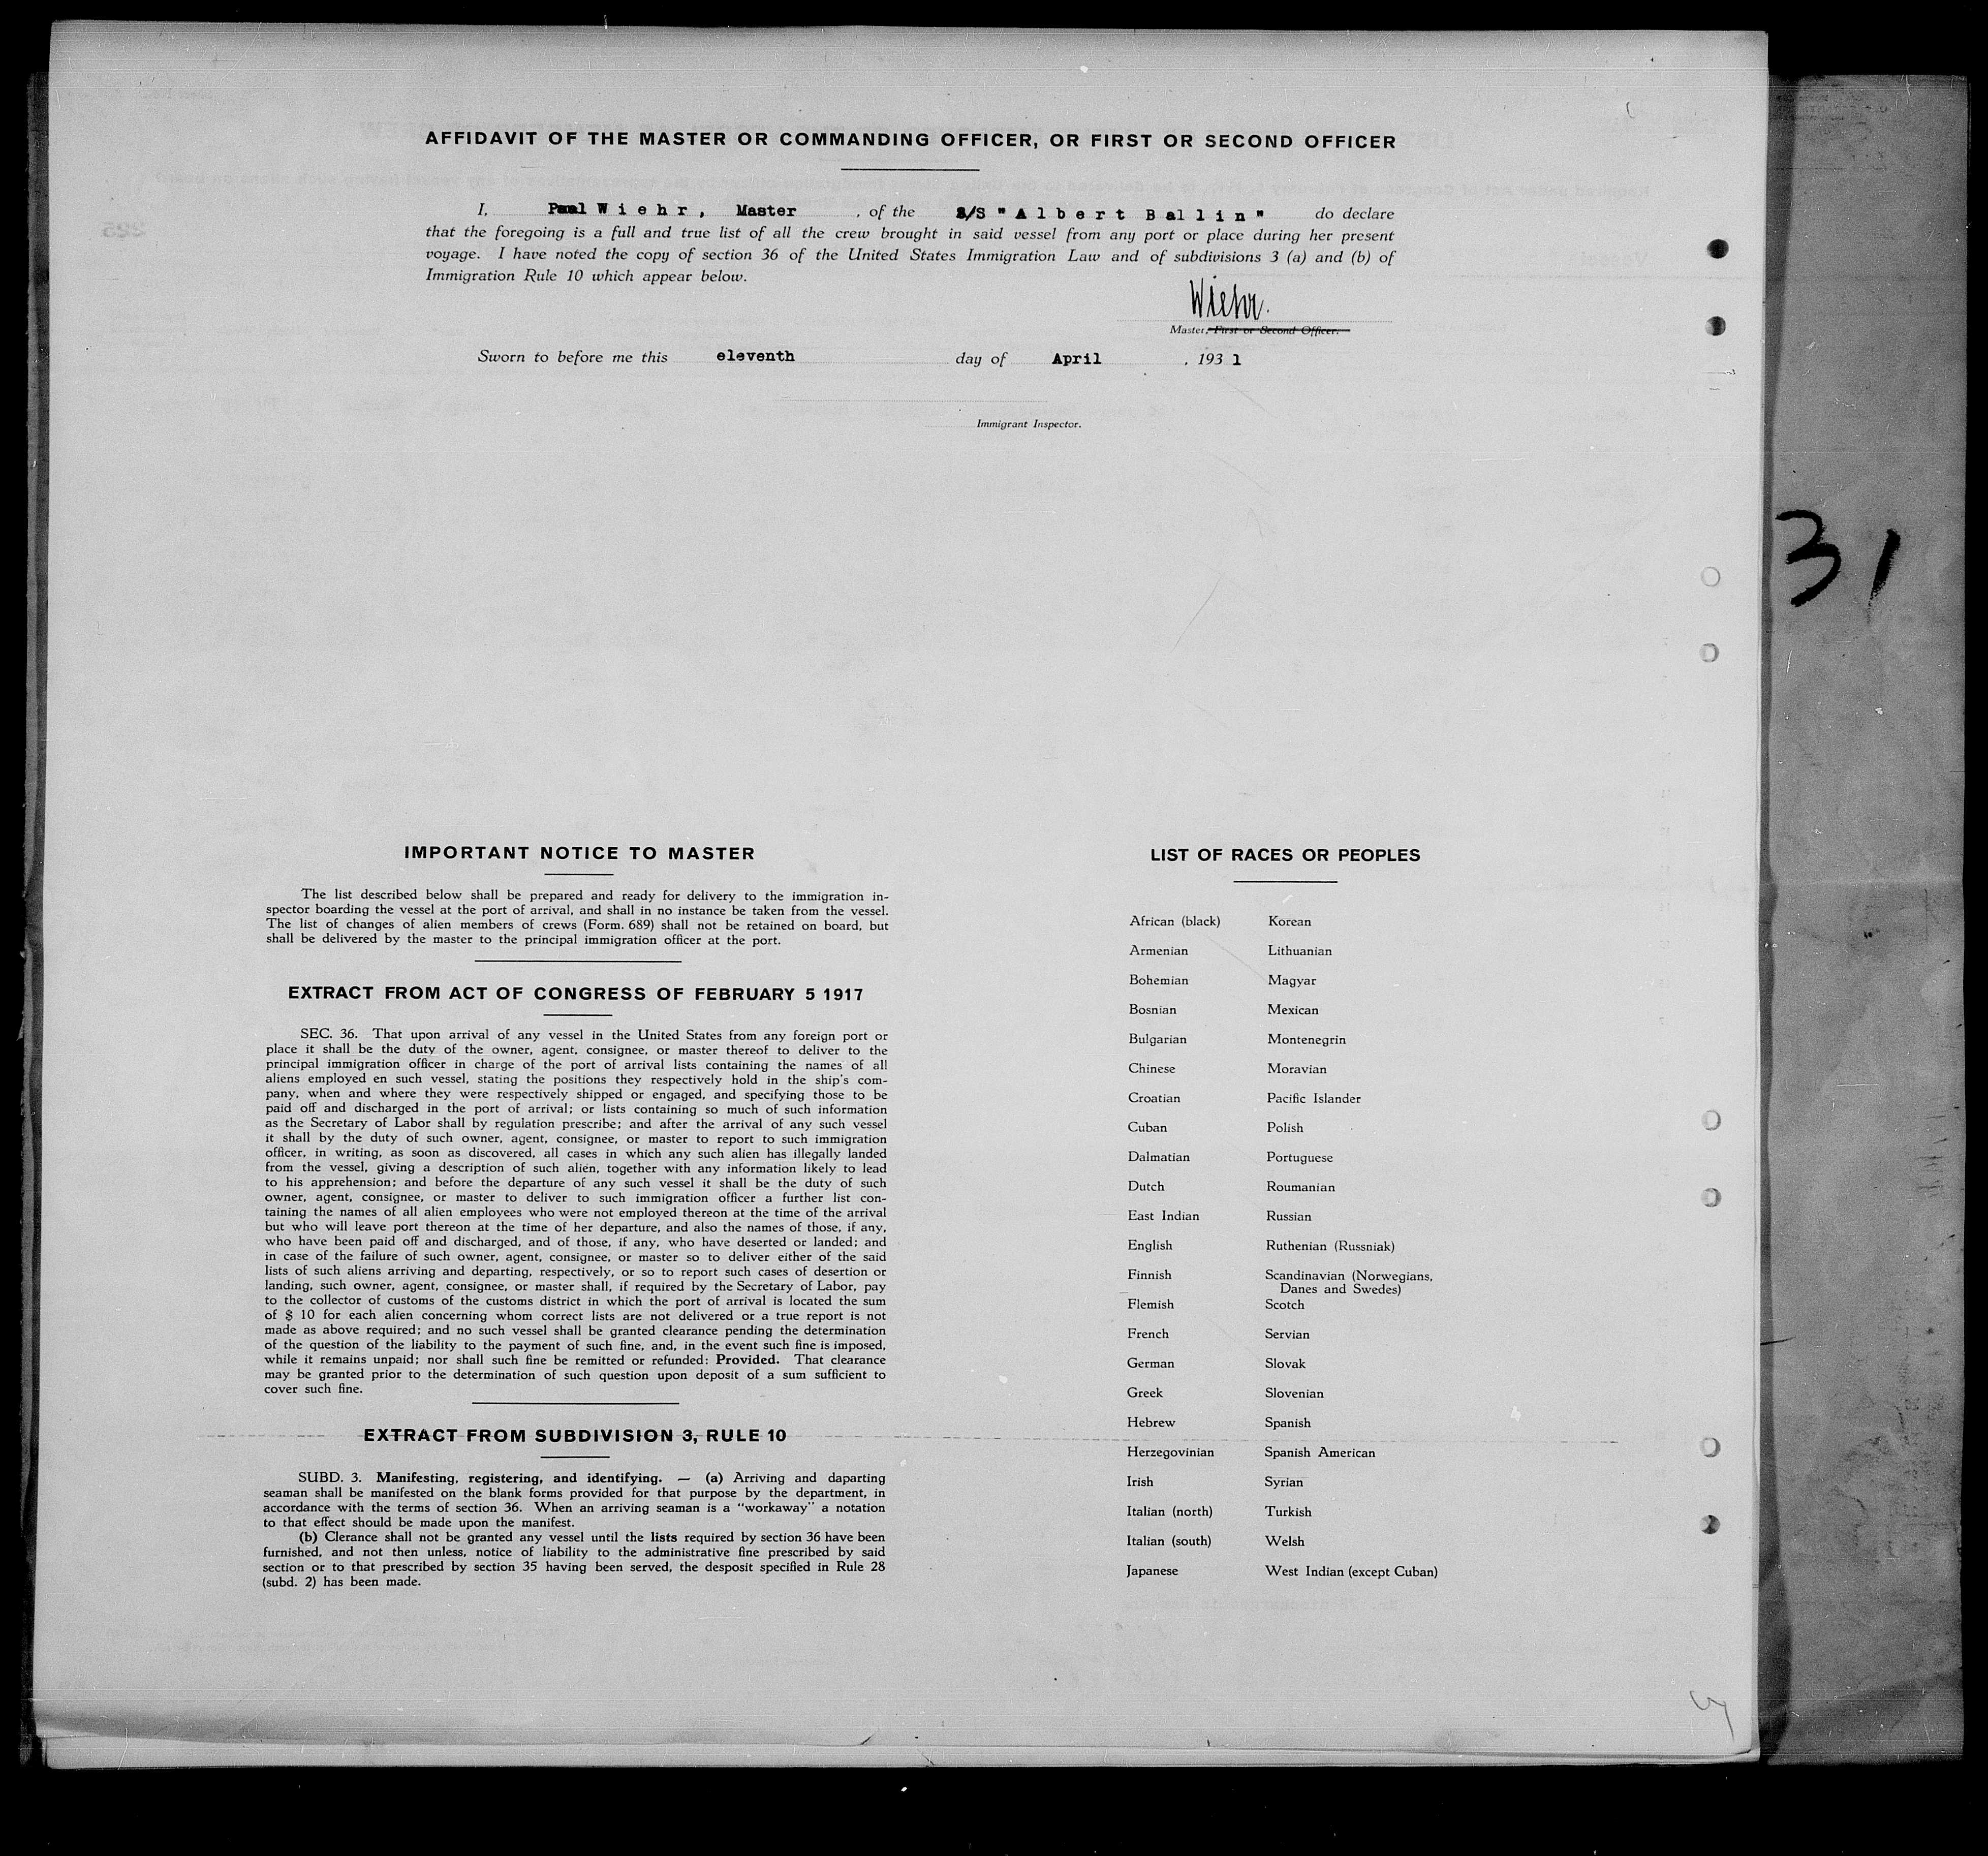 AFFIDAVIT OF THE MASTER OR COMMANDING OFFICER, OR FIRST OR SECOND OFFICER
I, Paul Wiehr, Master, of the S/S "Albert Ballin" do declare
that the foregoing is a full and true list of all the crew brought in said vessel from any port or place during her present
voyage. I have noted the copy of section 36 of the United States Immigration Law and of subdivisions 3 (a) and (b) of
Immigration Rule 10 which appear below.
Wiehr.
Master, First or Second Officer.
Sworn to before me this eleventh day of April, 1931
Immigrant Inspector.
31
IMPORTANT NOTICE TO MASTER
The list described below shall be prepared and ready for delivery to the immigration in-
spector boarding the vessel at the port of arrival, and shall in no instance be taken from the vessel.
The list of changes of alien members of crews (Form. 689) shall not be retained on board, but
shall be delivered by the master to the principal immigration officer at the port.
EXTRACT FROM ACT OF CONGRESS OF FEBRUARY 5 1917
SEC. 36. That upon arrival of any vessel in the United States from any foreign port or
place it shall be the duty of the owner, agent, consignee, or master thereof to deliver to the
principal immigration officer in charge of the port of arrival lists containing the names of all
aliens employed en such vessel, stating the positions they respectively hold in the ship's com-
pany, when and where they were respectively shipped or engaged, and specifying those to be
paid off and discharged in the port of arrival; or lists containing so much of such information
as the Secretary of Labor shall by regulation prescribe; and after the arrival of any such vessel
it shall by the duty of such owner, agent, consignee, or master to report to such immigration
officer, in writing, as soon as discovered, all cases in which any such alien has illegally landed
from the vessel, giving a description of such alien, together with any information likely to lead
to his apprehension; and before the departure of any such vessel it shall be the duty of such
owner, agent, consignee, or master to deliver to such immigration officer a further list con-
taining the names of all alien employees who were not employed thereon at the time of the arrival
but who will leave port thereon at the time of her departure, and also the names of those, if any,
who have been paid off and discharged, and of those, if any, who have deserted or landed; and
in case of the failure of such owner, agent, consignee, or master so to deliver either of the said
lists of such aliens arriving and departing, respectively, or so to report such cases of desertion or
landing, such owner, agent, consignee, or master shall, if required by the Secretary of Labor, pay
to the collector of customs of the customs district in which the port of arrival is located the sum
of $ 10 for each alien concerning whom correct lists are not delivered or a true report is not
made as above required; and no such vessel shall be granted clearance pending the determination
of the question of the liability to the payment of such fine, and, in the event such fine is imposed,
while it remains unpaid; nor shall such fine be remitted or refunded: Provided. That clearance
may be granted prior to the determination of such question upon deposit of a sum sufficient to
cover such fine.
EXTRACT FROM SUBDIVISION 3, RULE 10
SUBD. 3. Manifesting, registering, and identifying. — (a) Arriving and daparting
seaman shall be manifested on the blank forms provided for that purpose by the department, in
accordance with the terms of section 36. When an arriving seaman is a "workaway" a notation
to that effect should be made upon the manifest.
(b) Clerance shall not be granted any vessel until the lists required by section 36 have been
furnished, and not then unless, notice of liability to the administrative fine prescribed by said
section or to that prescribed by section 35 having been served, the desposit specified in Rule 28
(subd. 2) has been made.
LIST OF RACES OR PEOPLES
African (black) Korean
Armenian Lithuanian
Bohemian Magyar
Bosnian Mexican
Bulgarian Montenegrin
Chinese Moravian
Croatian Pacific Islander
Cuban Polish
Dalmatian Portuguese
Dutch Roumanian
East Indian Russian
English Ruthenian (Russniak)
Finnish Scandinavian (Norwegians,
Danes and Swedes)
Flemish Scotch
French Servian
German Slovak
Greek Slovenian
Hebrew Spanish
Herzegovinian Spanish American
Irish Syrian
Italian (north) Turkish
Italian (south) Welsh
Japanese West Indian (except Cuban)